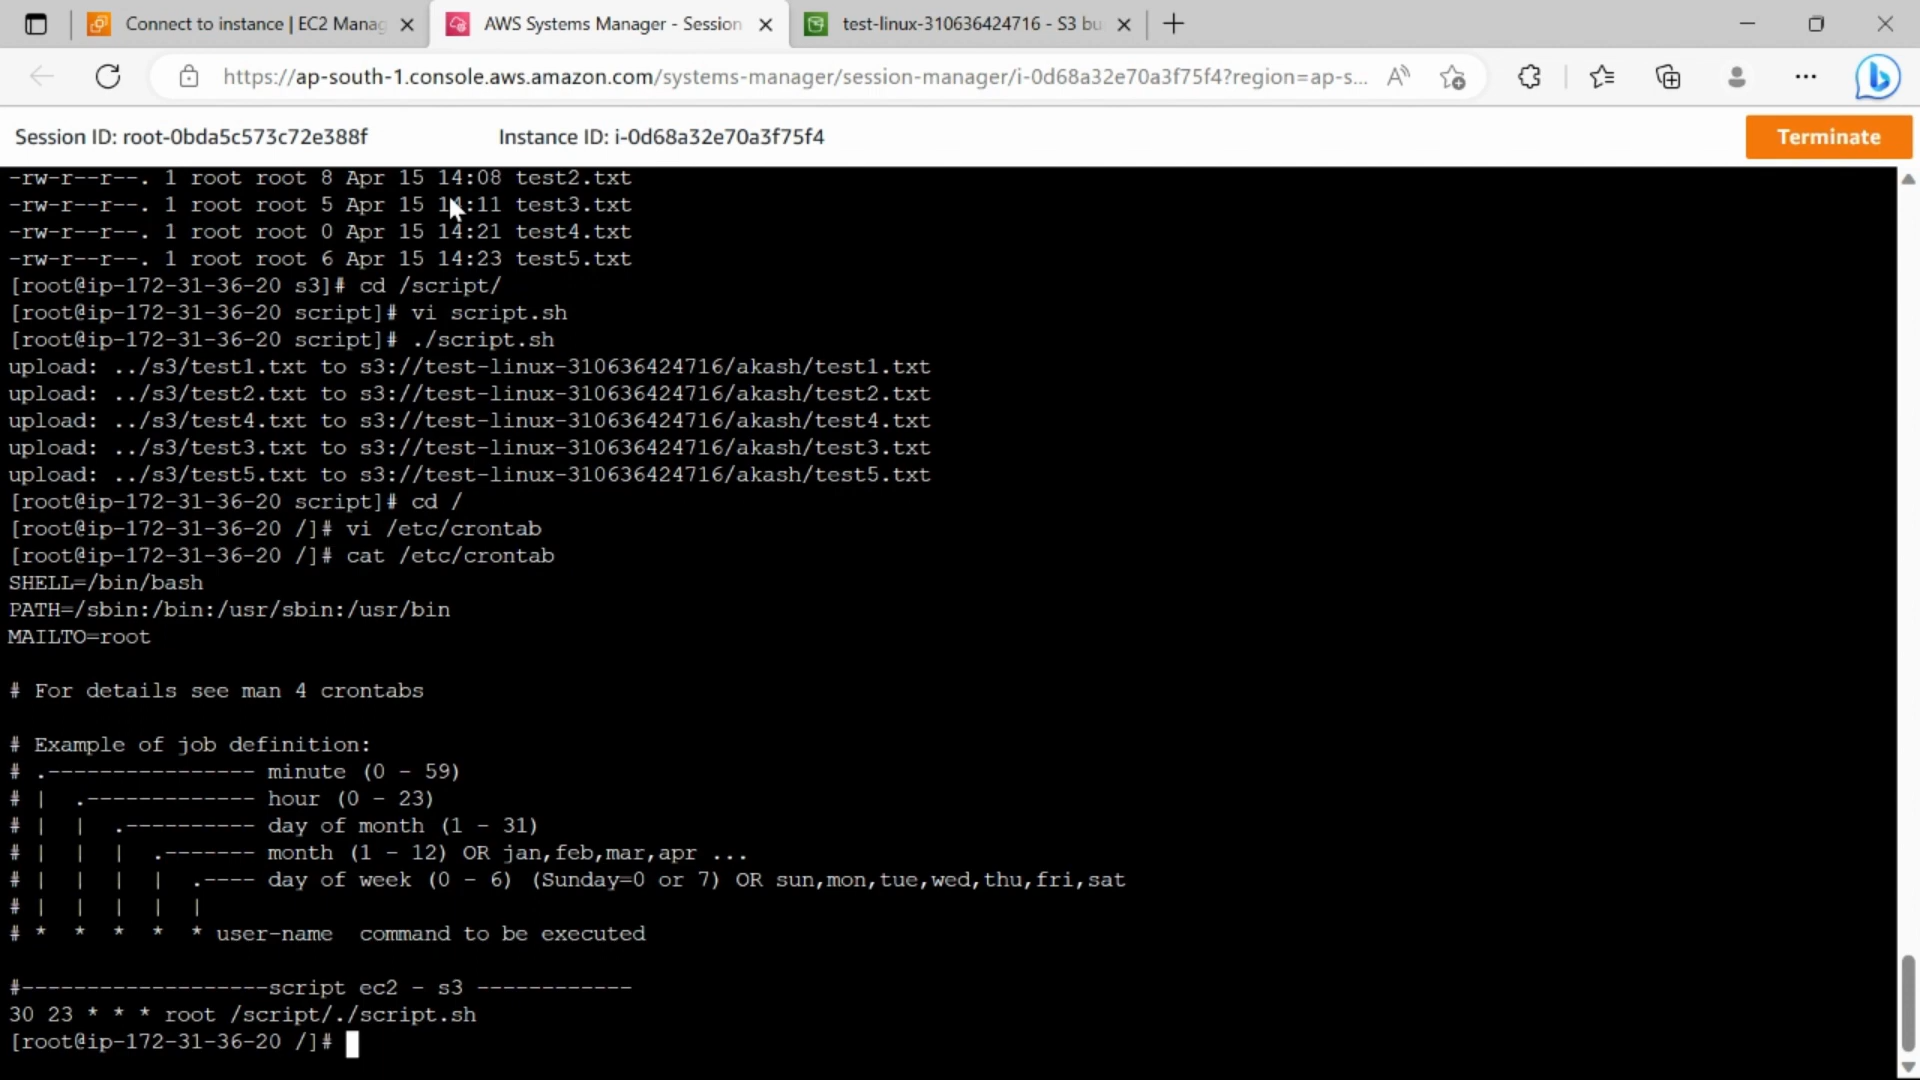 Connect to instance | EC2 Manag
AWS Systems Manager - Session
test-linux-310636424716 - S3 bu
https://ap-south-1.console.aws.amazon.com/systems-manager/session-manager/i-0d68a32e70a3f75f4?region=ap-s...
Session ID: root-0bda5c573c72e388f
Instance ID: i-0d68a32e70a3f75f4
Terminate
-rw-r--r--. 1 root root 8 Apr 15 14:08 test2.txt
-rw-r--r--. 1 root root 5 Apr 15 14:11 test3.txt
-rw-r--r--. 1 root root 0 Apr 15 14:21 test4.txt
-rw-r--r--. 1 root root 6 Apr 15 14:23 test5.txt
[root@ip-172-31-36-20 s3]# cd /script/
[root@ip-172-31-36-20 script]# vi script.sh
[root@ip-172-31-36-20 script]# ./script.sh
upload: ../s3/test1.txt to s3://test-linux-310636424716/akash/test1.txt
upload: ../s3/test2.txt to s3://test-linux-310636424716/akash/test2.txt
upload: ../s3/test4.txt to s3://test-linux-310636424716/akash/test4.txt
upload: ../s3/test3.txt to s3://test-linux-310636424716/akash/test3.txt
upload: ../s3/test5.txt to s3://test-linux-310636424716/akash/test5.txt
[root@ip-172-31-36-20 script]# cd /
[root@ip-172-31-36-20 /]# vi /etc/crontab
[root@ip-172-31-36-20 /]# cat /etc/crontab
SHELL=/bin/bash
PATH=/sbin:/bin:/usr/sbin:/usr/bin
MAILTO=root
# For details see man 4 crontabs
# Example of job definition:
# .---------------- minute (0 - 59)
# |  .------------- hour (0 - 23)
# |  |  .---------- day of month (1 - 31)
# |  |  |  .------- month (1 - 12) OR jan,feb,mar,apr ...
# |  |  |  |  .---- day of week (0 - 6) (Sunday=0 or 7) OR sun,mon,tue,wed,thu,fri,sat
# |  |  |  |  |
# *  *  *  *  * user-name  command to be executed
#-------------------script ec2 - s3 ------------
30 23 * * * root /script/./script.sh
[root@ip-172-31-36-20 /]#